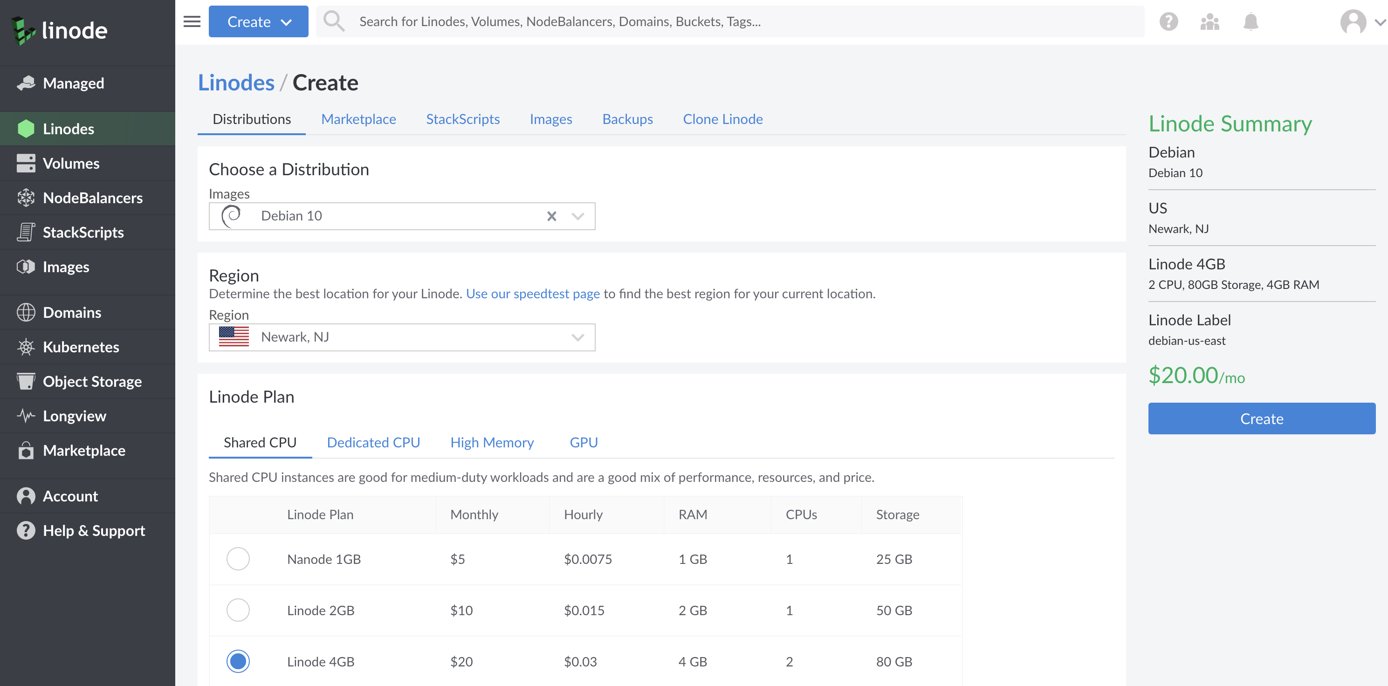 linode
Managed
Linodes
Volumes
NodeBalancers
StackScripts
Images
Domains
Kubernetes
Object Storage
Longview
Marketplace
Account
Help & Support
Create
Search for Linodes, Volumes, NodeBalancers, Domains, Buckets, Tags...
Linodes / Create
Distributions Marketplace StackScripts Images Backups Clone Linode
Choose a Distribution
Images
Debian 10
Region
Determine the best location for your Linode. Use our speedtest page to find the best region for your current location.
Region
Newark, NJ
Linode Plan
Shared CPU Dedicated CPU High Memory GPU
Shared CPU instances are good for medium-duty workloads and are a good mix of performance, resources, and price.
Linode Plan Monthly Hourly RAM CPUs Storage
Nanode 1GB $5 $0.0075 1 GB 1 25 GB
Linode 2GB $10 $0.015 2 GB 1 50 GB
Linode 4GB $20 $0.03 4 GB 2 80 GB
Linode Summary
Debian
Debian 10
US
Newark, NJ
Linode 4GB
2 CPU, 80GB Storage, 4GB RAM
Linode Label
debian-us-east
$20.00/mo
Create